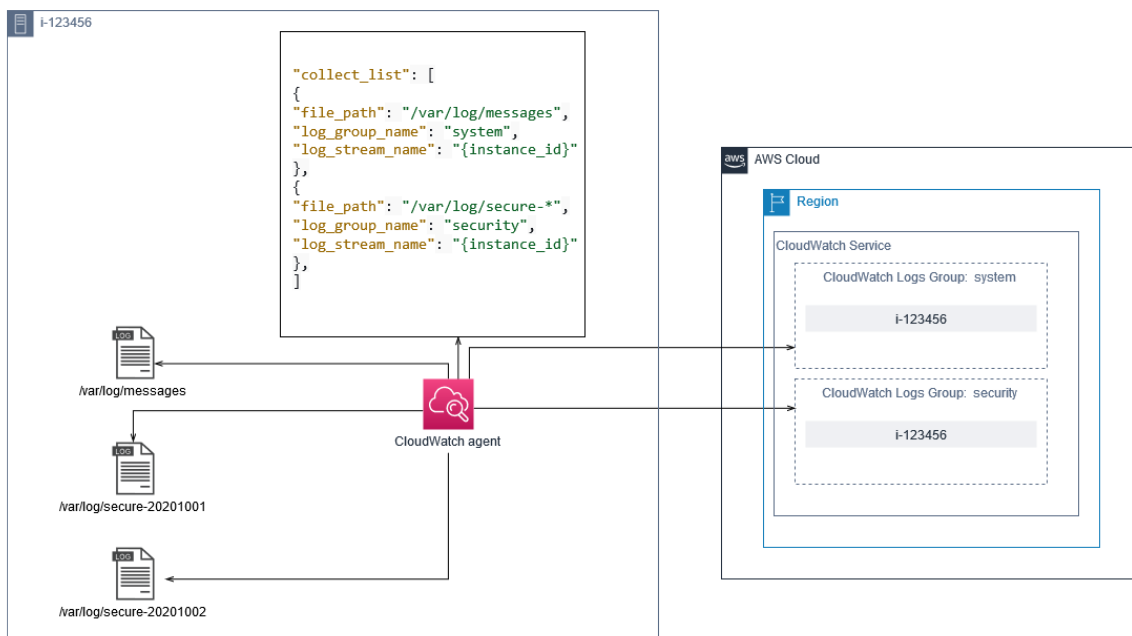 i-123456
"collect_list": [
{
"file_path": "/var/log/messages",
"log_group_name": "system",
"log_stream_name": "{instance_id}"
},
{
"file_path": "/var/log/secure-*",
"log_group_name": "security",
"log_stream_name": "{instance_id}"
},
]
LOG
/var/log/messages
LOG
/var/log/secure-20201001
LOG
/var/log/secure-20201002
CloudWatch agent
aws
AWS Cloud
Region
CloudWatch Service
CloudWatch Logs Group: system
i-123456
CloudWatch Logs Group: security
i-123456